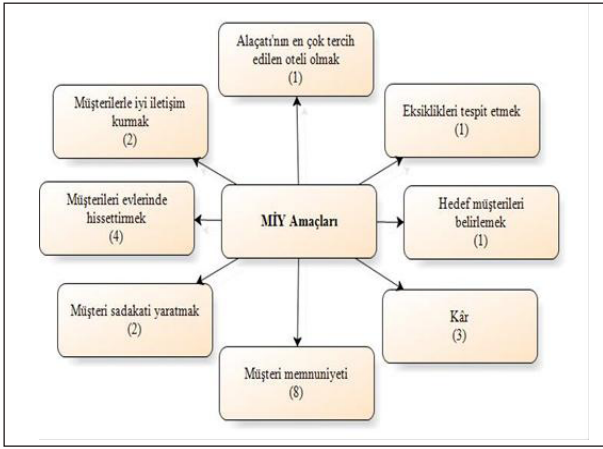 Alaçatı'nın en çok tercih
edilen oteli olmak
(1)
Müşterilerle iyi iletişim
kurmak
(2)
Eksiklikleri tespit etmek
(1)
Müşterileri evlerinde
hissettirmek
(4)
MİY Amaçları
Hedef müşterileri
belirlemek
(1)
Müşteri sadakati yaratmak
(2)
Kâr
(3)
Müşteri memnuniyeti
(8)